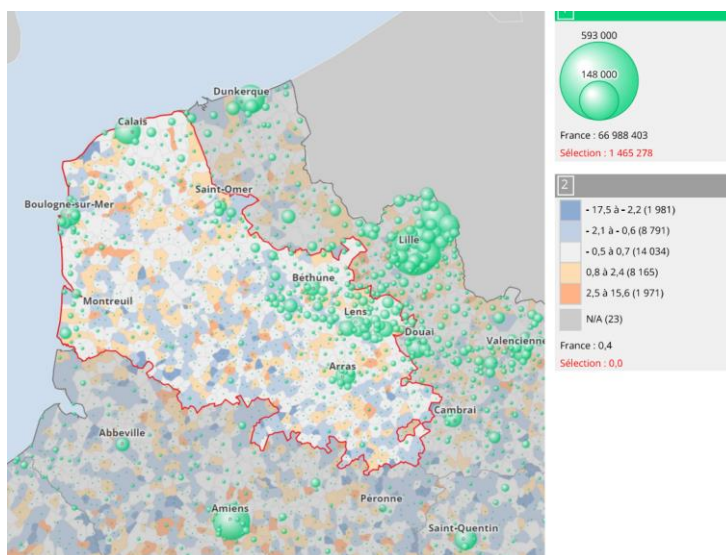 Dunkerque
Calais
Saint-Omer
Boulogne-sur-Mer
Lille
Béthune
Montreuil
Lens
Douai
Valencienne
Arras
Cambrai
Abbeville
Péronne
Amiens
Saint-Quentin
593 000
148 000
France : 66 988 403
Sélection : 1 465 278
2
- 17,5 à - 2,2 (1 981)
- 2,1 à - 0,6 (8 791)
- 0,5 à 0,7 (14 034)
0,8 à 2,4 (8 165)
2,5 à 15,6 (1 971)
N/A (23)
France : 0,4
Sélection : 0,0